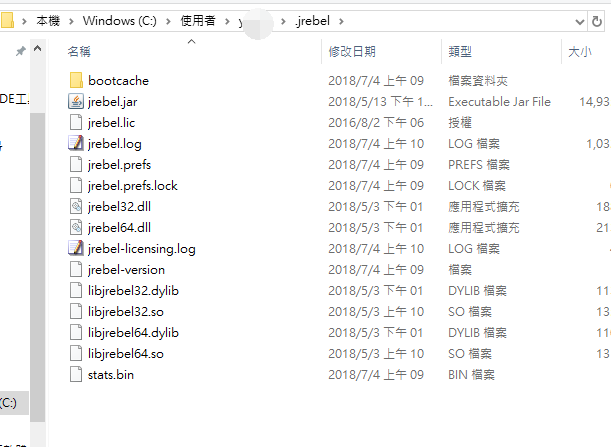 本機 > Windows (C:) > 使用者 > > .jrebel >
名稱 修改日期 類型 大小
bootcache 2018/7/4 上午 09 檔案資料夾
jrebel.jar 2018/5/13 下午 1... Executable Jar File 14,93
jrebel.lic 2016/8/2 下午 06 授權
jrebel.log 2018/7/4 上午 10 LOG 檔案 1,03
jrebel.prefs 2018/7/4 上午 09 PREFS 檔案
jrebel.prefs.lock 2018/7/4 上午 09 LOCK 檔案
jrebel32.dll 2018/5/3 下午 01 應用程式擴充 18
jrebel64.dll 2018/5/3 下午 01 應用程式擴充 21
jrebel-licensing.log 2018/7/4 上午 10 LOG 檔案
jrebel-version 2018/7/4 上午 09 檔案
libjrebel32.dylib 2018/5/3 下午 01 DYLIB 檔案 11
libjrebel32.so 2018/5/3 上午 10 SO 檔案 13
libjrebel64.dylib 2018/5/3 下午 01 DYLIB 檔案 11
libjrebel64.so 2018/5/3 上午 10 SO 檔案 13
stats.bin 2018/7/4 上午 09 BIN 檔案
DE工
(C:)